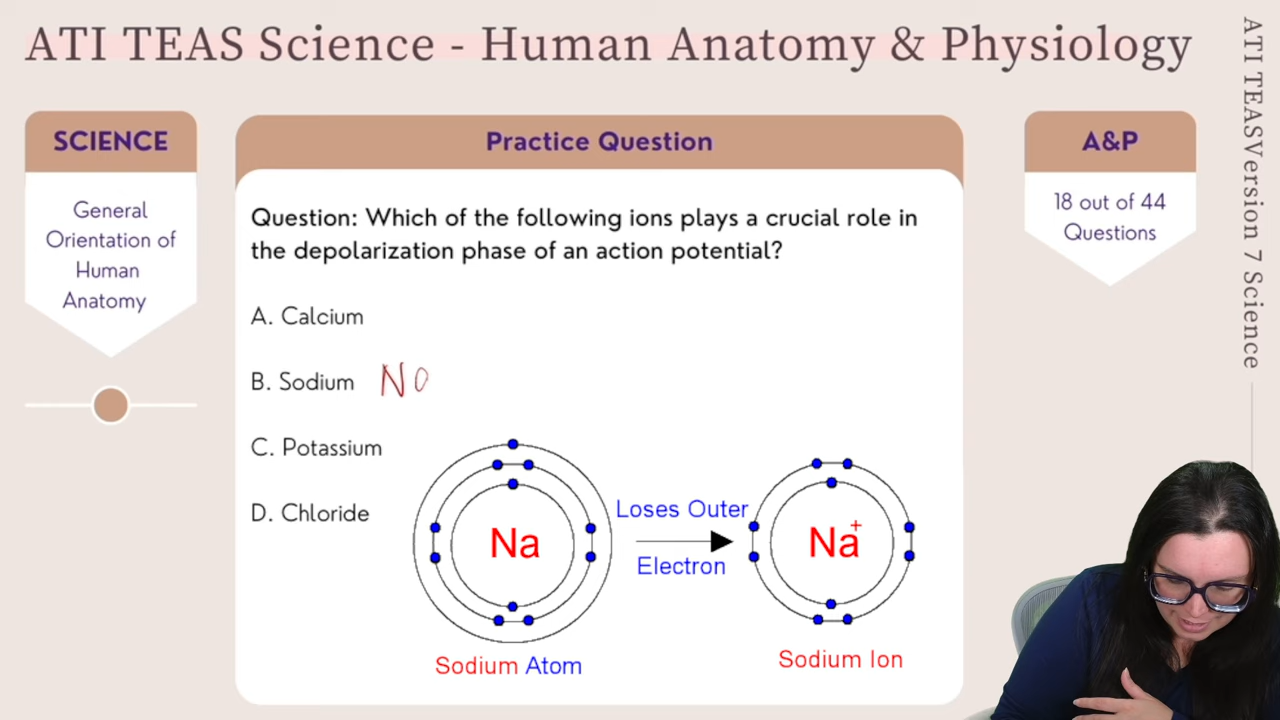 ATI TEAS Science - Human Anatomy & Physiology
SCIENCE
General
Orientation of
Human
Anatomy
Practice Question
Question: Which of the following ions plays a crucial role in
the depolarization phase of an action potential?
A. Calcium
B. Sodium NO
C. Potassium
D. Chloride
Na
Sodium Atom
Loses Outer
Electron
Na+
Sodium Ion
A&P
18 out of 44
Questions
ATI TEASVersion 7 Science